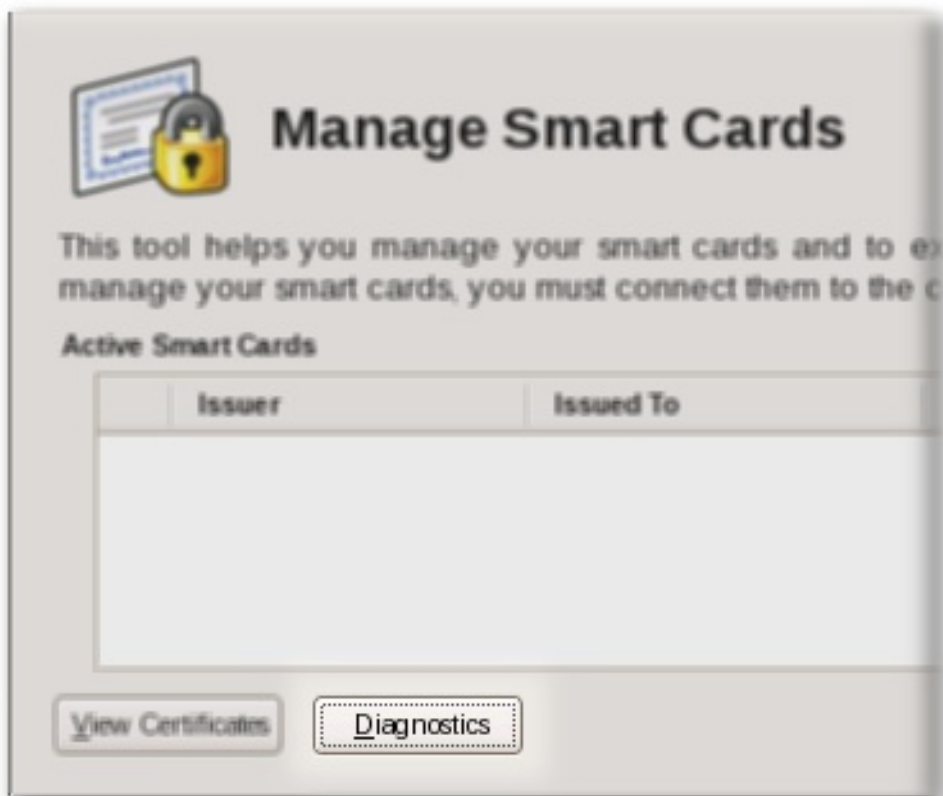 Manage Smart Cards
This tool helps you manage your smart cards and to
manage your smart cards, you must connect them to the
Active Smart Cards
Issuer Issued To
View Certificates Diagnostics